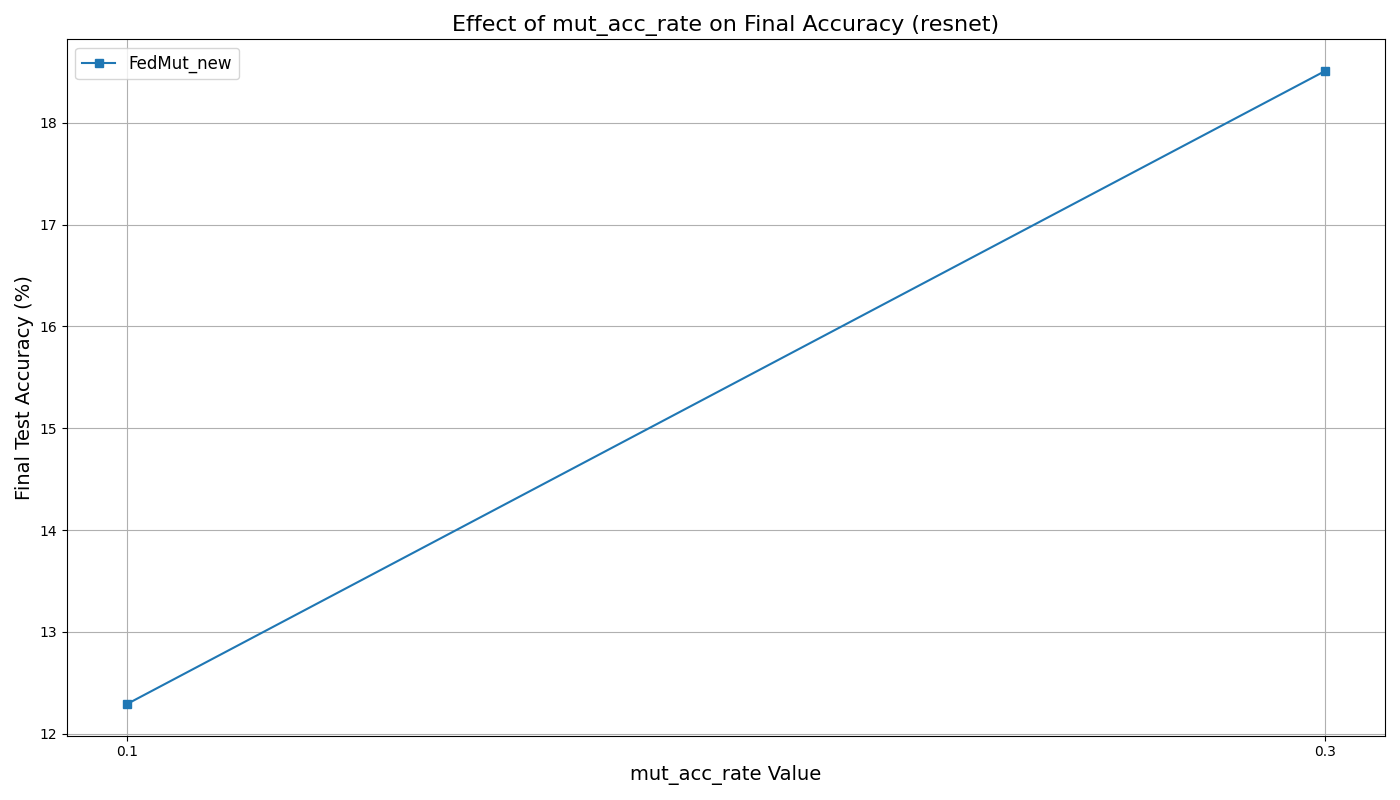 Effect of mut_acc_rate on Final Accuracy (resnet)
FedMut_new
Final Test Accuracy (%)
18
17
16
15
14
13
12
0.1
0.3
mut_acc_rate Value